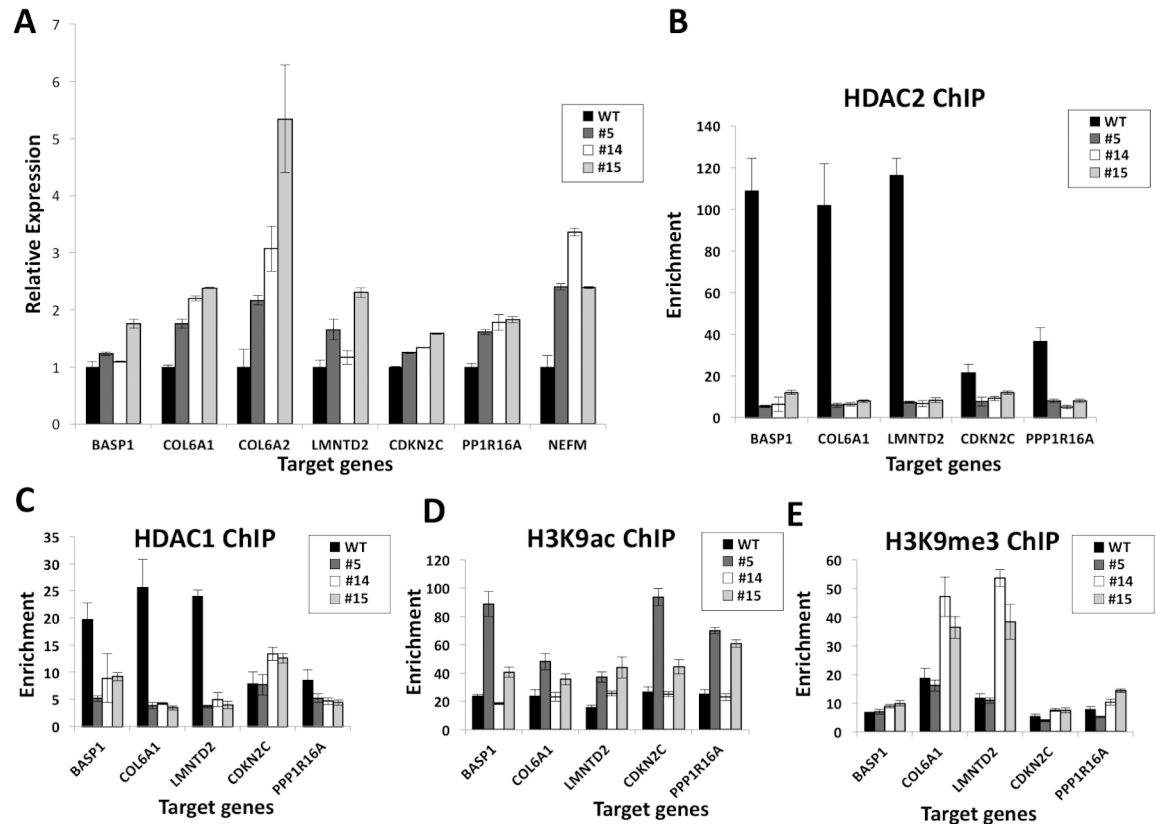 A
Relative Expression
7
6
5
4
3
2
1
0
WT
#5
#14
#15
BASP1 COL6A1 COL6A2 LMNTD2 CDKN2C PP1R16A NEFM
Target genes
B
HDAC2 ChIP
Enrichment
140
120
100
80
60
40
20
0
WT
#5
#14
#15
BASP1 COL6A1 LMNTD2 CDKN2C PPP1R16A
Target genes
C
HDAC1 ChIP
Enrichment
35
30
25
20
15
10
5
0
WT
#5
#14
#15
BASP1 COL6A1 LMNTD2 CDKN2C PPP1R16A
Target genes
D
H3K9ac ChIP
Enrichment
120
100
80
60
40
20
0
WT
#5
#14
#15
BASP1 COL6A1 LMNTD2 CDKN2C PPP1R16A
Target genes
E
H3K9me3 ChIP
Enrichment
60
50
40
30
20
10
0
WT
#5
#14
#15
BASP1 COL6A1 LMNTD2 CDKN2C PPP1R16A
Target genes